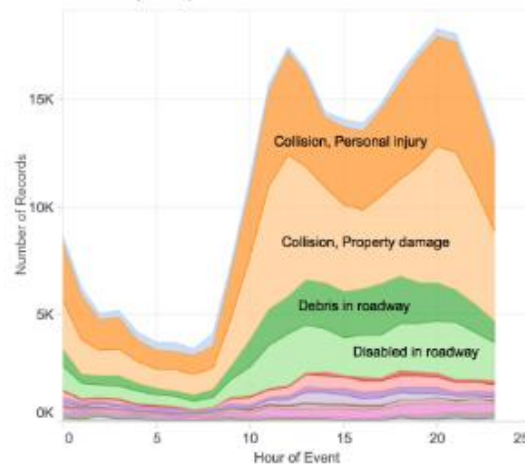 15K
10K
5K
0K
Number of Records
Collision, Personal injury
Collision, Property damage
Debris in roadway
Disabled in roadway
0 5 10 15 20 25
Hour of Event